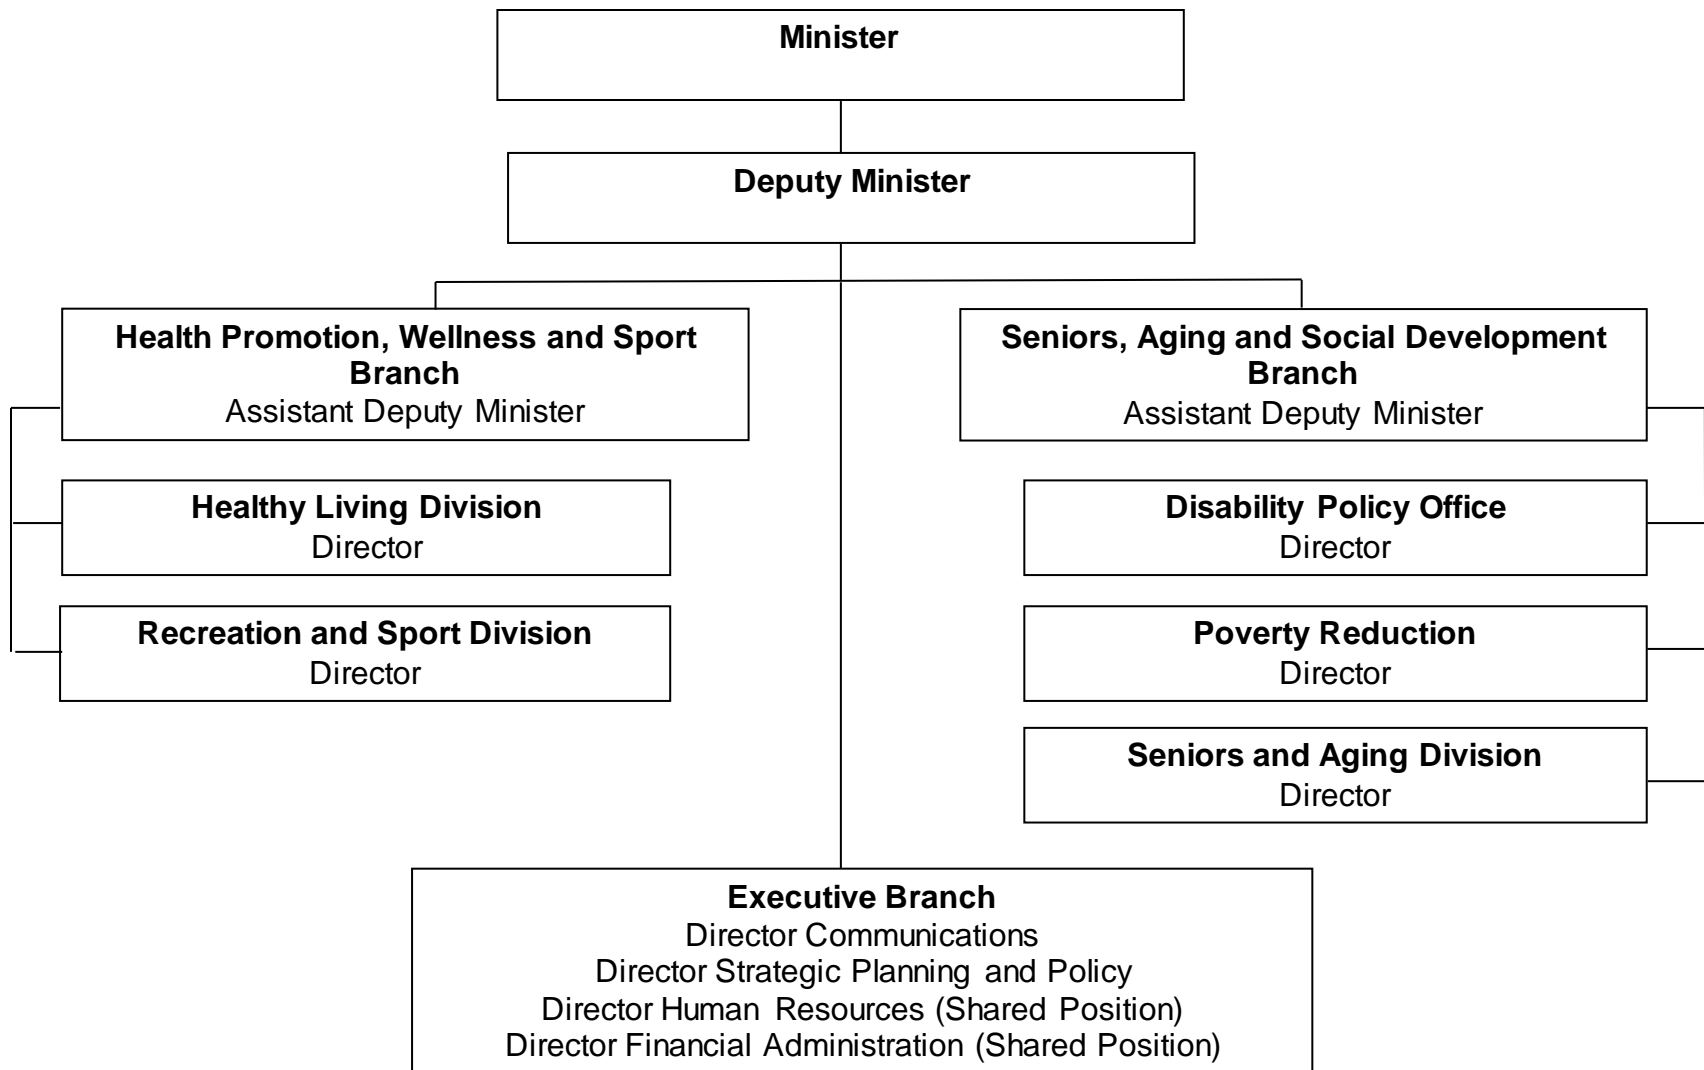 Minister
Deputy Minister
Health Promotion, Wellness and Sport
Branch
Assistant Deputy Minister
Healthy Living Division
Director
Recreation and Sport Division
Director
Seniors, Aging and Social Development
Branch
Assistant Deputy Minister
Disability Policy Office
Director
Poverty Reduction
Director
Seniors and Aging Division
Director
Executive Branch
Director Communications
Director Strategic Planning and Policy
Director Human Resources (Shared Position)
Director Financial Administration (Shared Position)